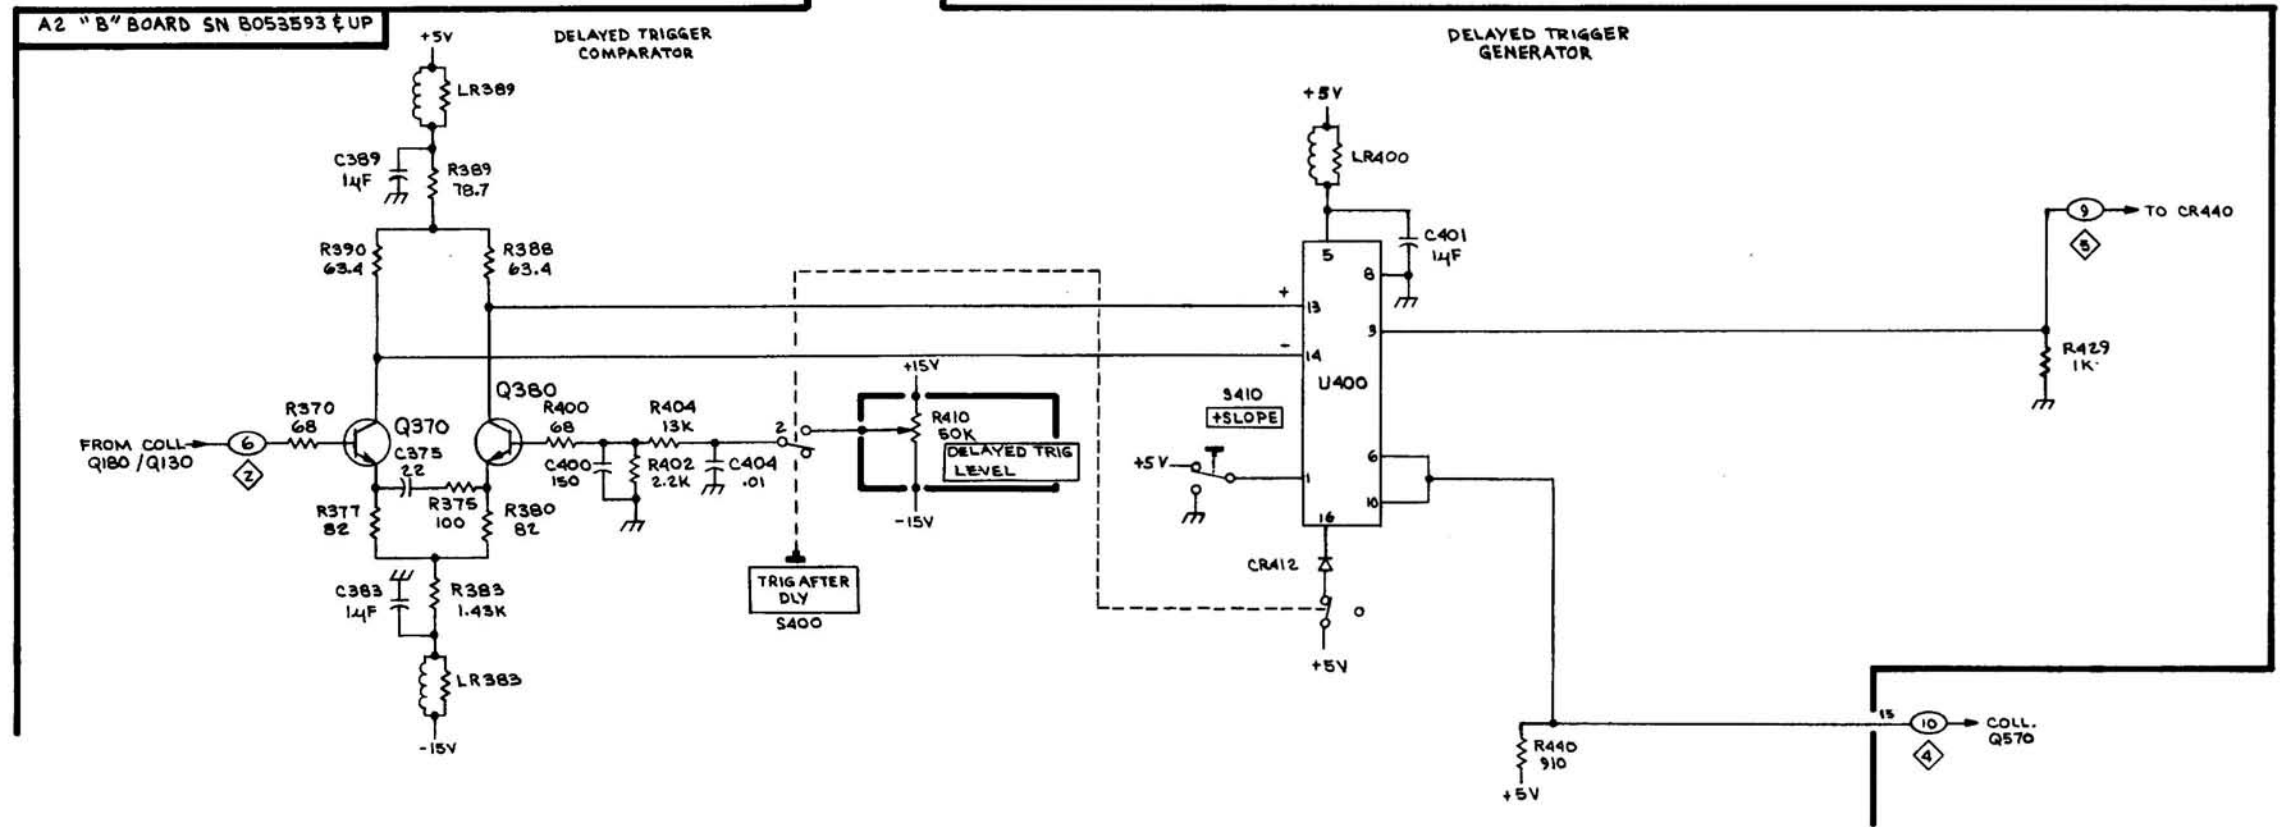 A2 "B" BOARD SN B053593 & UP
DELAYED TRIGGER
COMPARATOR
DELAYED TRIGGER
GENERATOR
+5V
LR389
C389
1µF
R389
78.7
R390
63.4
R388
63.4
+5V
LR400
C401
1µF
5
8
+
13
3
-
14
U400
9
TO CR440
5
R429
1K
FROM COLL
Q180 / Q130
6
2
R370
68
Q370
Q380
C375
22
R375
100
R377
82
R380
82
R400
68
R404
13K
C400
150
R402
2.2K
C404
.01
2
+15V
R410
50K
DELAYED TRIG
LEVEL
-15V
S410
+SLOPE
+5V
1
6
10
16
CR412
+5V
C383
1µF
R383
1.43K
LR383
-15V
TRIG AFTER
DLY
S400
R440
910
+5V
15
10
COLL.
Q570
4